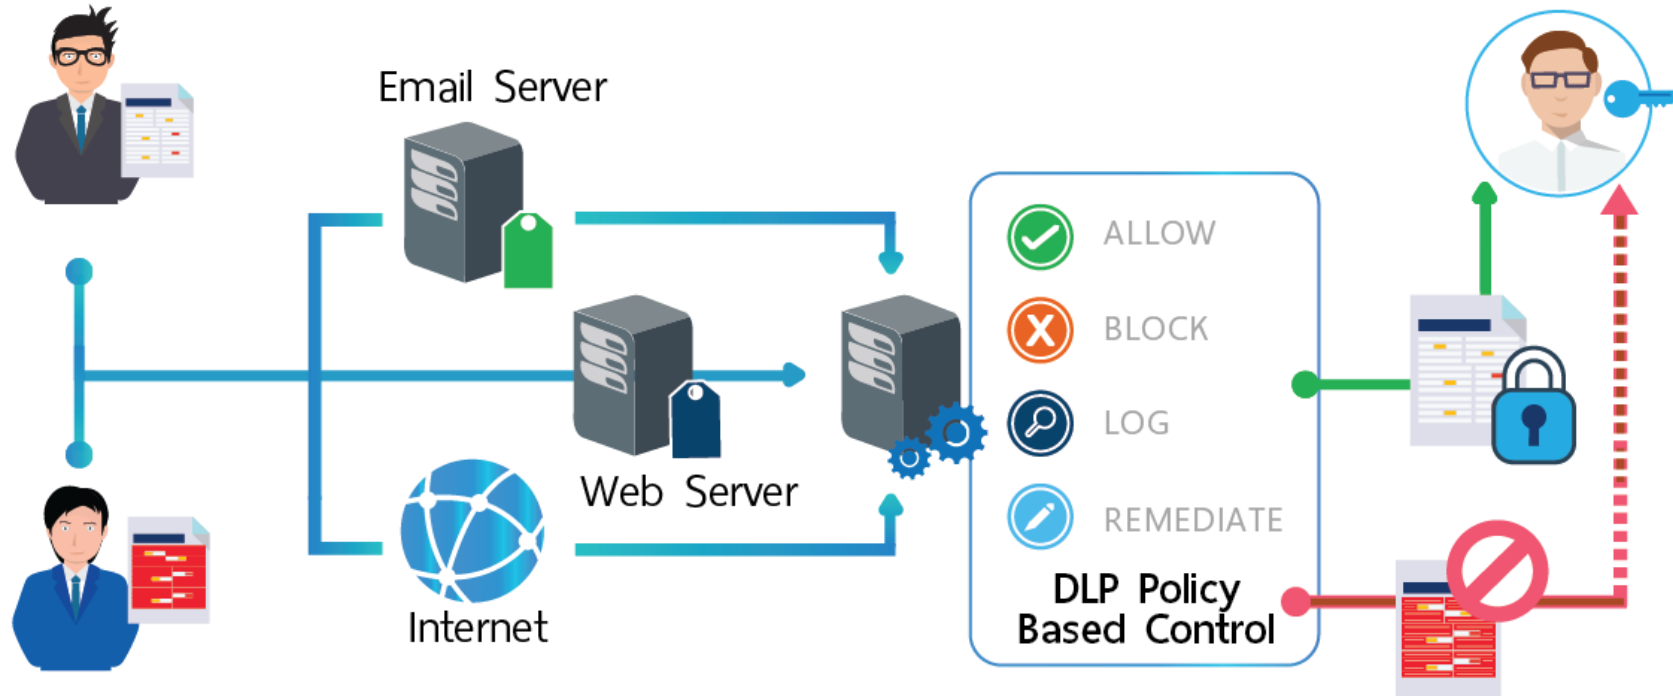 Email Server
ALLOW
BLOCK
LOG
Web Server
REMEDIATE
DLP Policy
Based Control
Internet